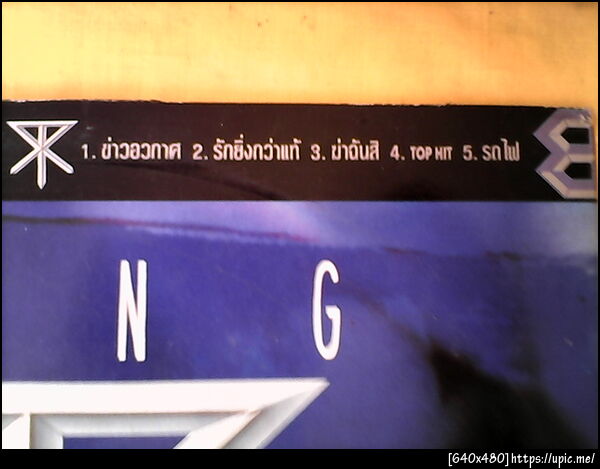 1. ข่าวอวกาศ 2. รักยิ่งกว่าแท้ 3. ฆ่าฉันสิ 4. TOP HIT 5. รถไฟ
N G
[640x480]https://upic.me/